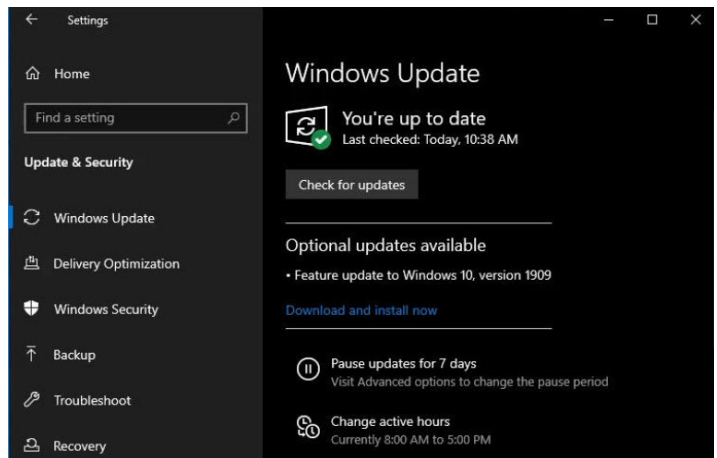 Settings
Home
Find a setting
Update & Security
Windows Update
Delivery Optimization
Windows Security
Backup
Troubleshoot
Recovery
Windows Update
You're up to date
Last checked: Today, 10:38 AM
Check for updates
Optional updates available
• Feature update to Windows 10, version 1909
Download and install now
Pause updates for 7 days
Visit Advanced options to change the pause period
Change active hours
Currently 8:00 AM to 5:00 PM